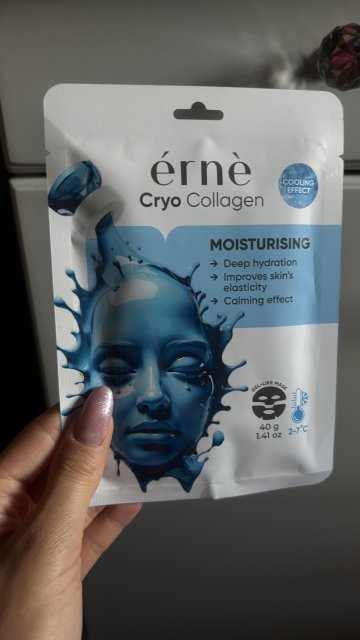 érnè
Cryo Collagen
COOLING
EFFECT
MOISTURISING
→ Deep hydration
→ Improves skin's
elasticity
→ Calming effect
GEL-LIKE MASK
40 g
1.41 oz
2-7°C